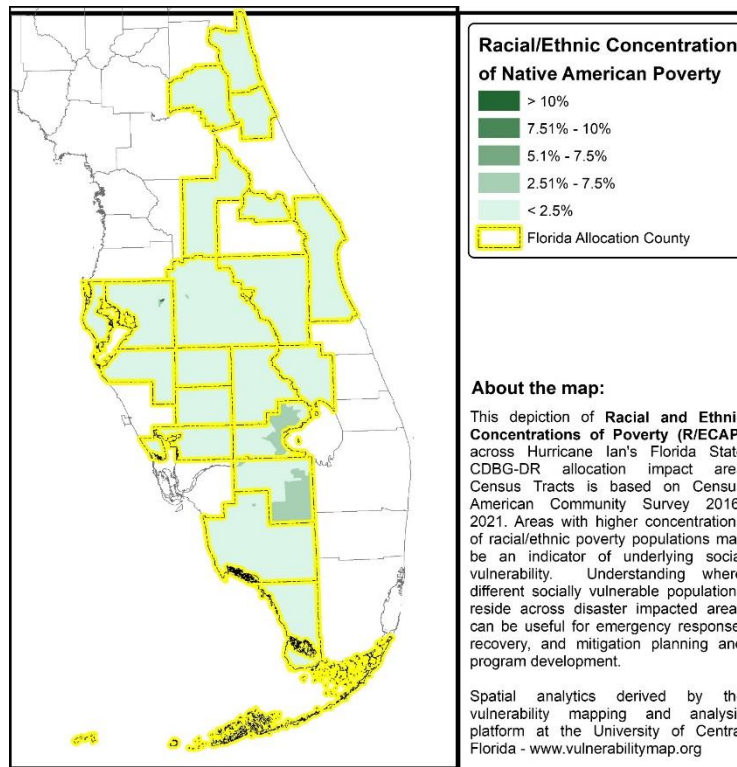 Racial/Ethnic Concentration
of Native American Poverty
> 10%
7.51% - 10%
5.1% - 7.5%
2.51% - 7.5%
< 2.5%
Florida Allocation County
About the map:
This depiction of Racial and Ethni
Concentrations of Poverty (R/ECAP
across Hurricane Ian's Florida Stat
CDBG-DR allocation impact are
Census Tracts is based on Censu
American Community Survey 2016
2021. Areas with higher concentration
of racial/ethnic poverty populations ma
be an indicator of underlying socia
vulnerability. Understanding wher
different socially vulnerable population
reside across disaster impacted area
can be useful for emergency response
recovery, and mitigation planning an
program development.
Spatial analytics derived by th
vulnerability mapping and analysi
platform at the University of Centra
Florida - www.vulnerabilitymap.org